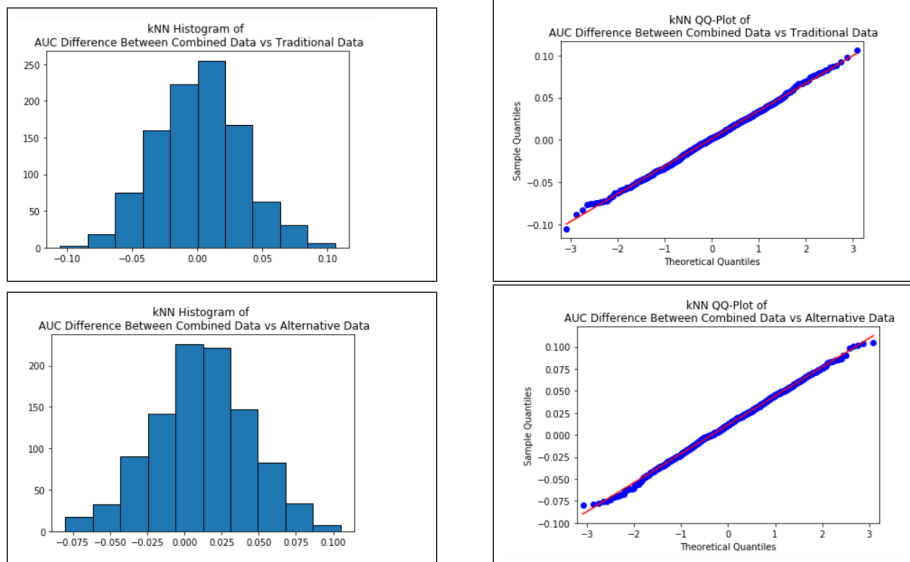 kNN Histogram of
AUC Difference Between Combined Data vs Traditional Data
250
200
150
100
50
0
−0.10 −0.05 0.00 0.05 0.10
kNN QQ-Plot of
AUC Difference Between Combined Data vs Traditional Data
0.10
0.05
0.00
−0.05
−0.10
Sample Quantiles
−3 −2 −1 0 1 2 3
Theoretical Quantiles
kNN Histogram of
AUC Difference Between Combined Data vs Alternative Data
200
150
100
50
0
−0.075 −0.050 −0.025 0.000 0.025 0.050 0.075 0.100
kNN QQ-Plot of
AUC Difference Between Combined Data vs Alternative Data
0.100
0.075
0.050
0.025
0.000
−0.025
−0.050
−0.075
−0.100
Sample Quantiles
−3 −2 −1 0 1 2 3
Theoretical Quantiles